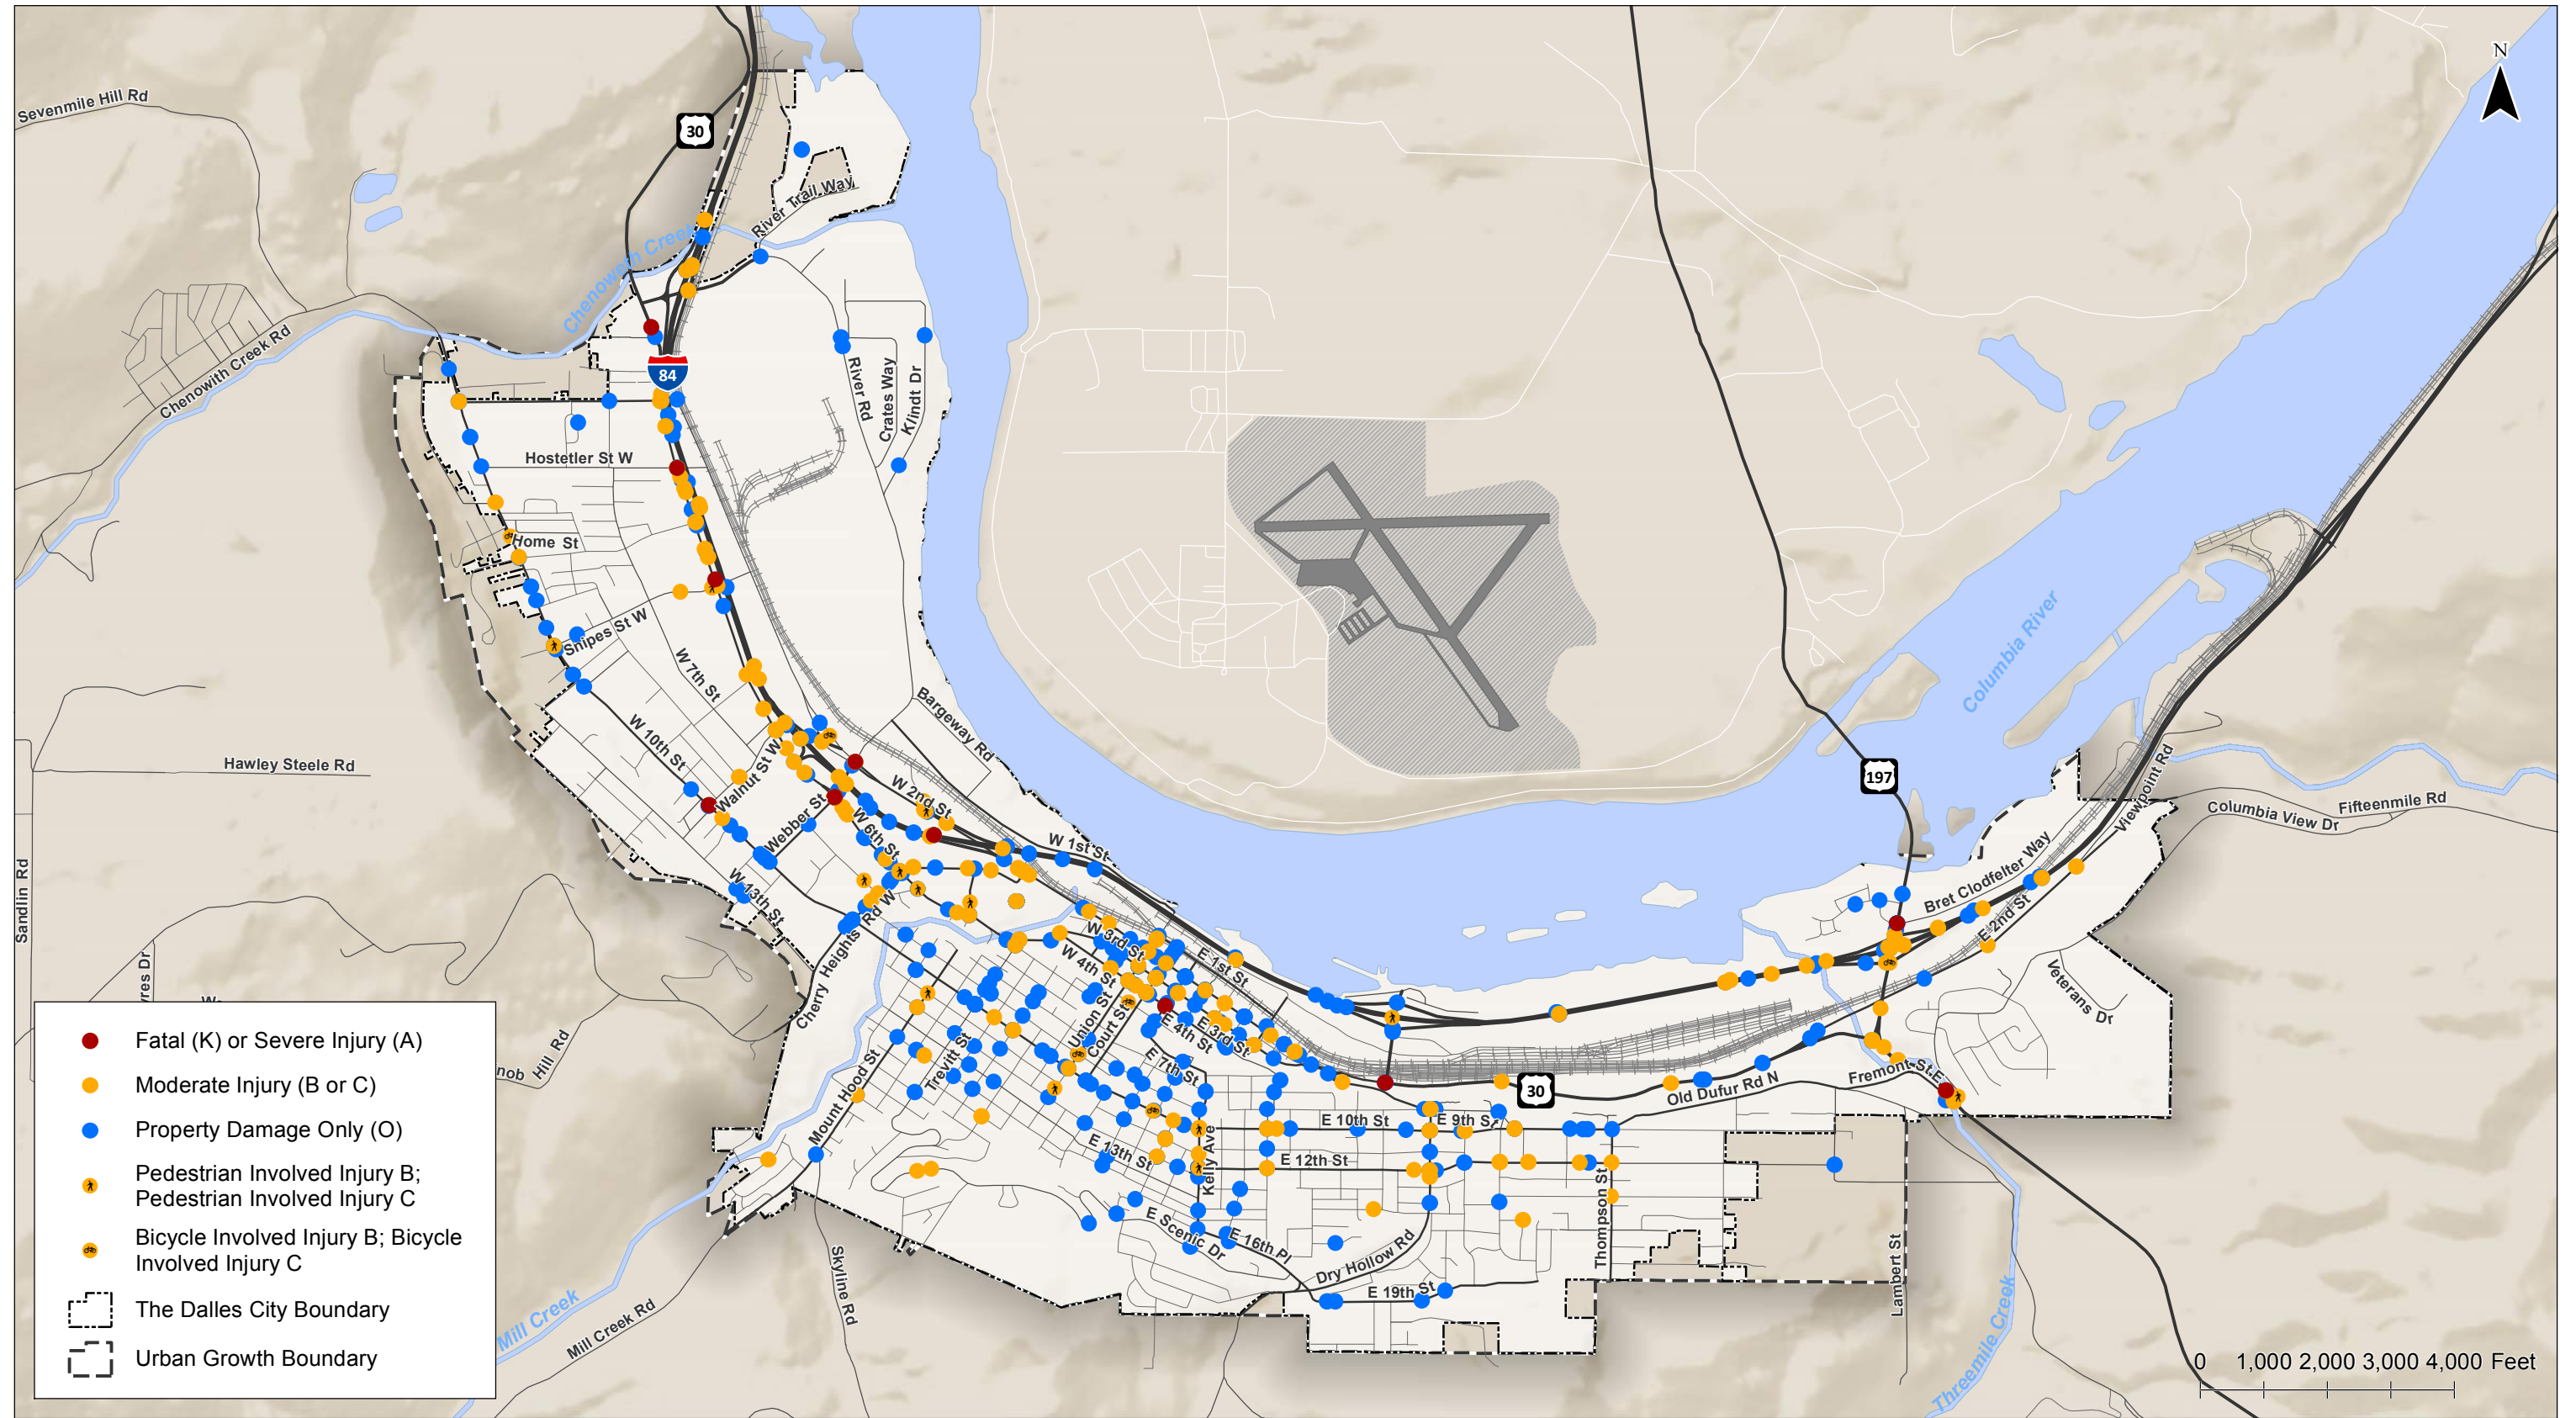 N
Sevenmile Hill Rd
30
River Trail Way
Chenoweth Creek
Chenowith Creek Rd
84
River Rd
Crates Way
Klindt Dr
Hostetler St W
Home St
Snipes St W
W 7th St
Columbia River
Bargeway Rd
W 10th St
Walnut St W
Hawley Steele Rd
197
Viewpoint Rd
Columbia View Dr
Fifteenmile Rd
W 2nd St
Webber St
W 6th St
W 1st St
Bret Clodfelter Way
Sandlin Rd
W 13th St
Cherry Heights Rd W
W 3rd St
W 4th St
E 1st St
E 2nd St
Veterans Dr
Union St
Court St
E 3rd St
E 4th St
E 7th St
Trevitt St
Mount Hood St
Hill Rd
30
Old Dufur Rd N
Fremont St E
E 10th St
E 9th St
E 13th St
E 12th St
Kelly Ave
Thompson St
E Scenic Dr
E 16th Pl
Dry Hollow Rd
E 19th St
Lambert St
Skyline Rd
Mill Creek
Mill Creek Rd
Threemile Creek
Fatal (K) or Severe Injury (A)
Moderate Injury (B or C)
Property Damage Only (O)
Pedestrian Involved Injury B;
Pedestrian Involved Injury C
Bicycle Involved Injury B; Bicycle
Involved Injury C
The Dalles City Boundary
Urban Growth Boundary
0 1,000 2,000 3,000 4,000 Feet